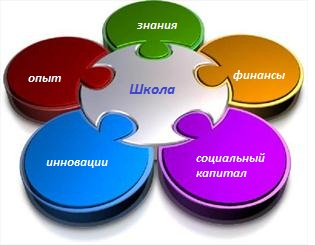 знания
опыт
финансы
Школа
инновации
социальный
капитал